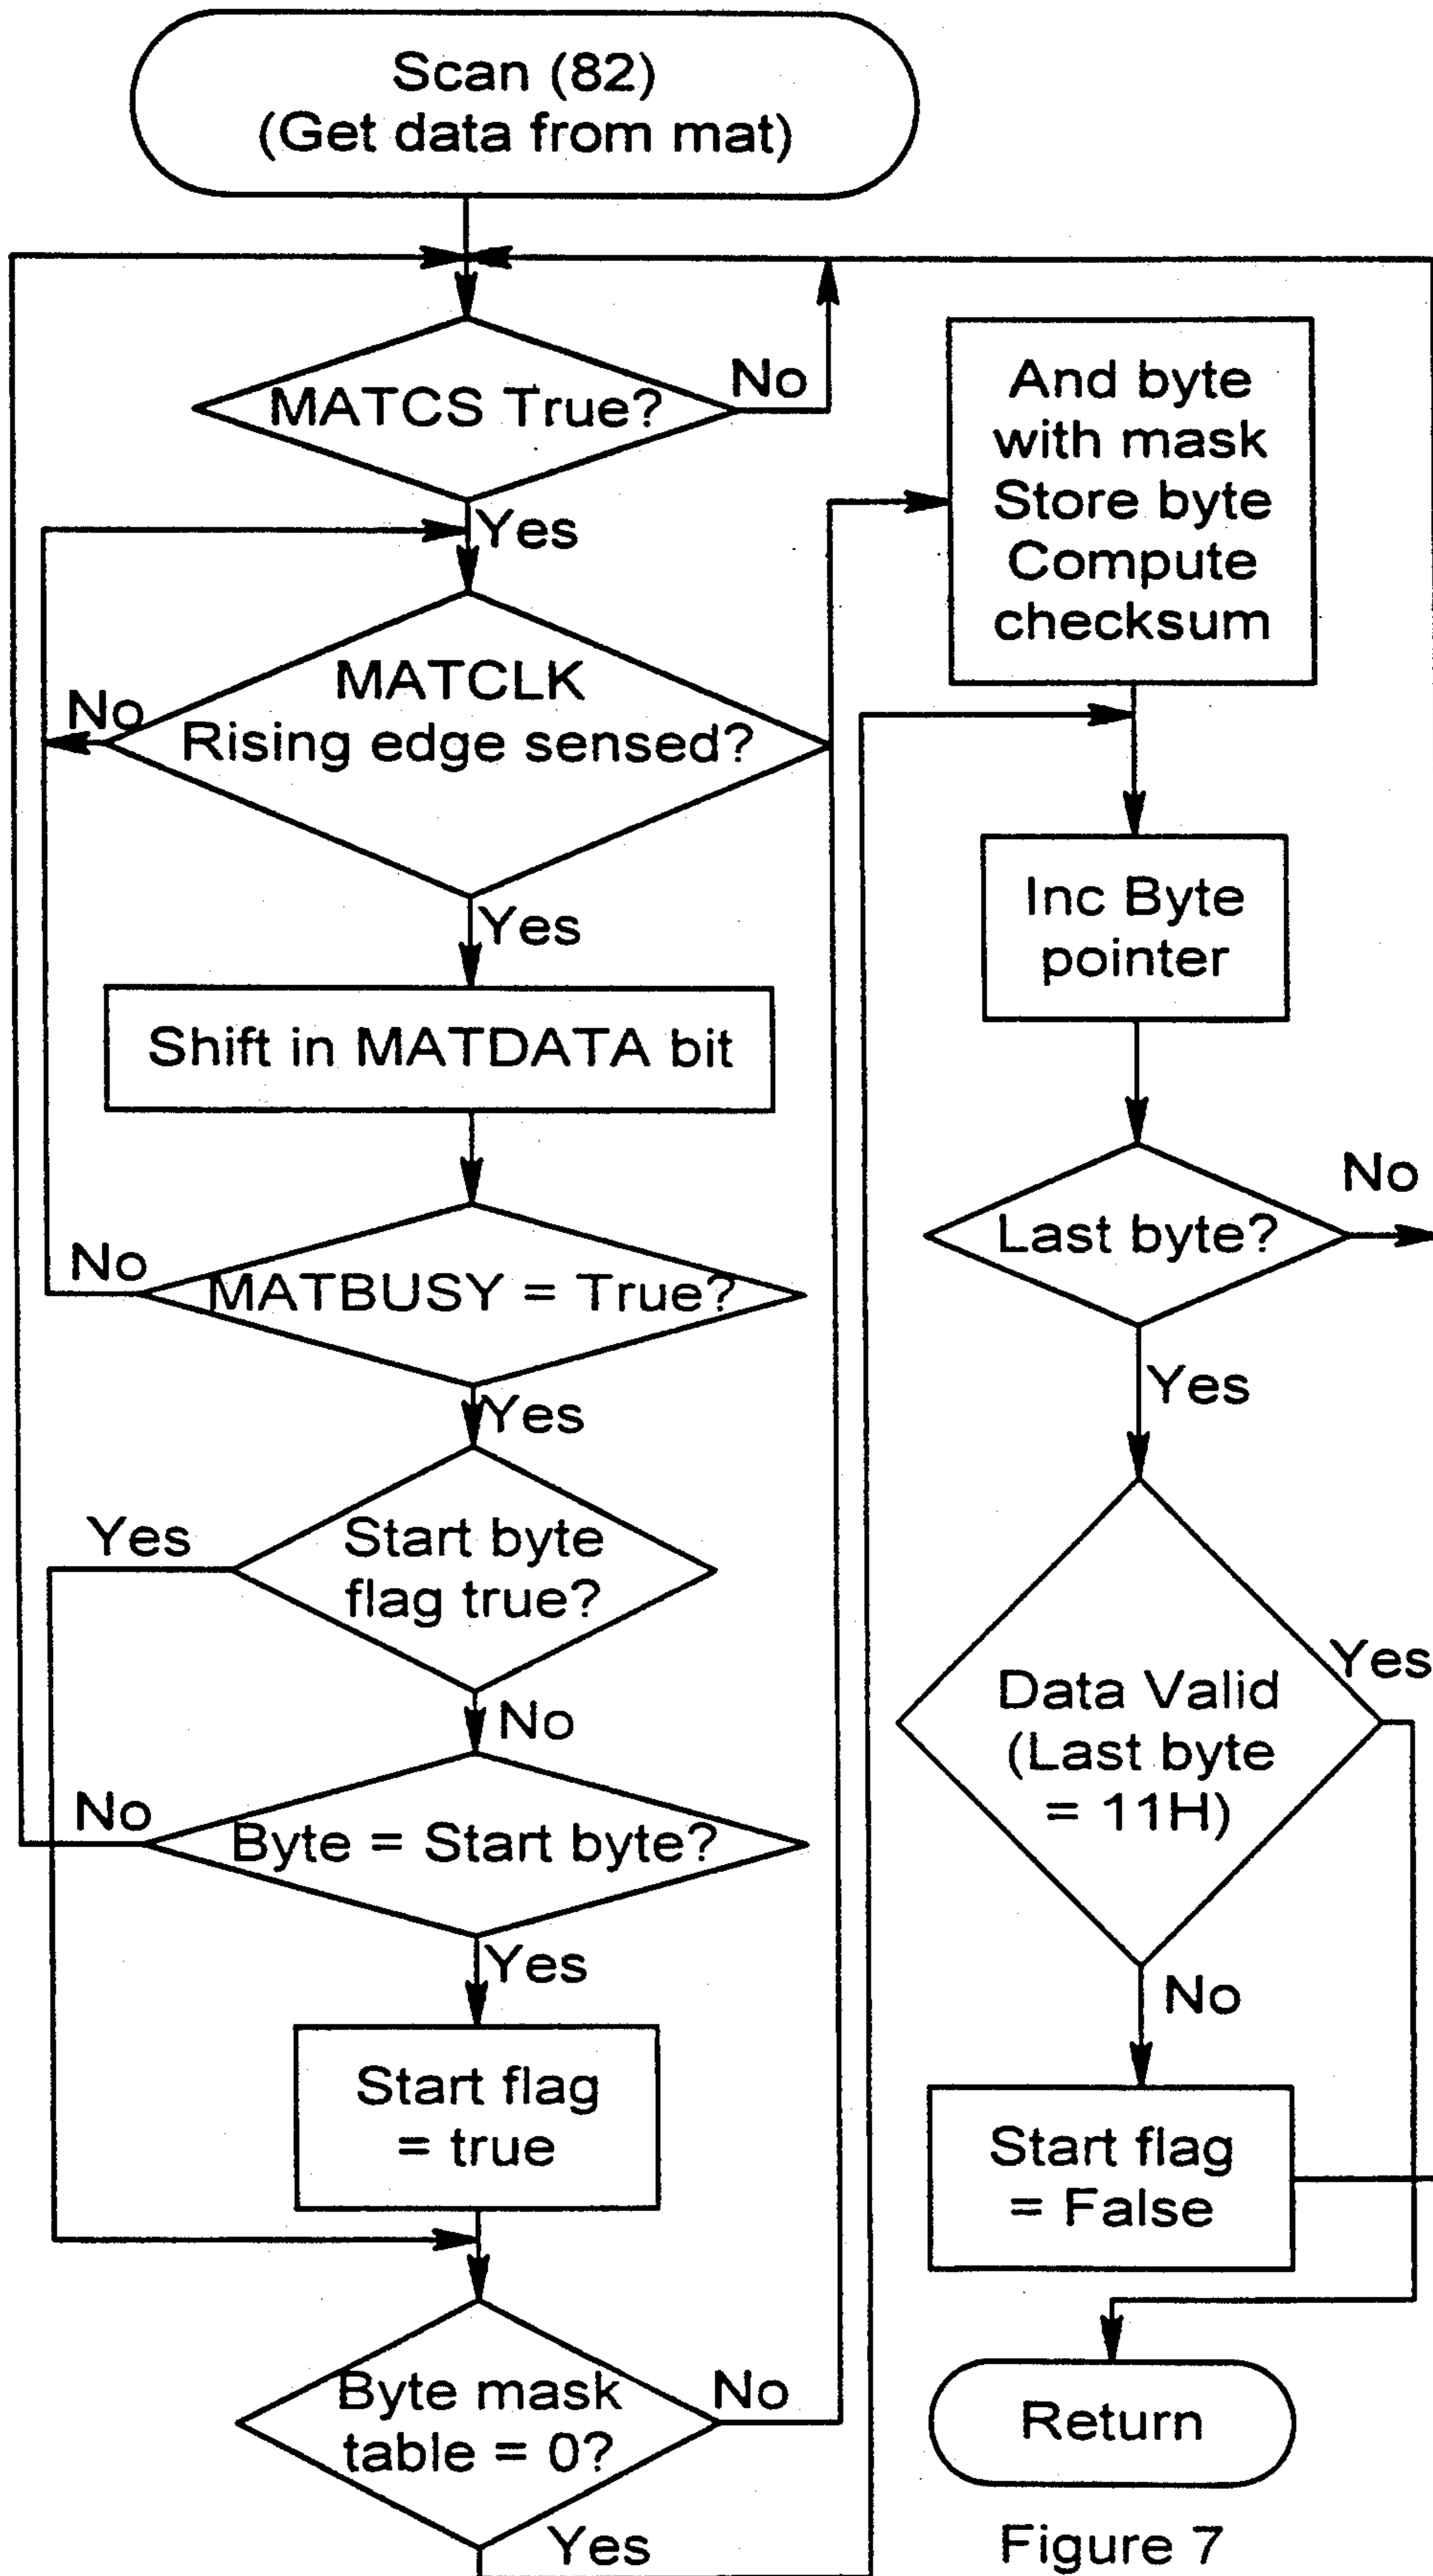 Scan (82)
(Get data from mat)
MATCS True?
No
Yes
MATCLK
Rising edge sensed?
No
Yes
Shift in MATDATA bit
MATBUSY = True?
No
Yes
Start byte
flag true?
Yes
No
Byte = Start byte?
No
Yes
Start flag
= true
Byte mask
table = 0?
No
Yes
And byte
with mask
Store byte
Compute
checksum
Inc Byte
pointer
Last byte?
No
Yes
Data Valid
(Last byte
= 11H)
Yes
No
Start flag
= False
Return
Figure 7